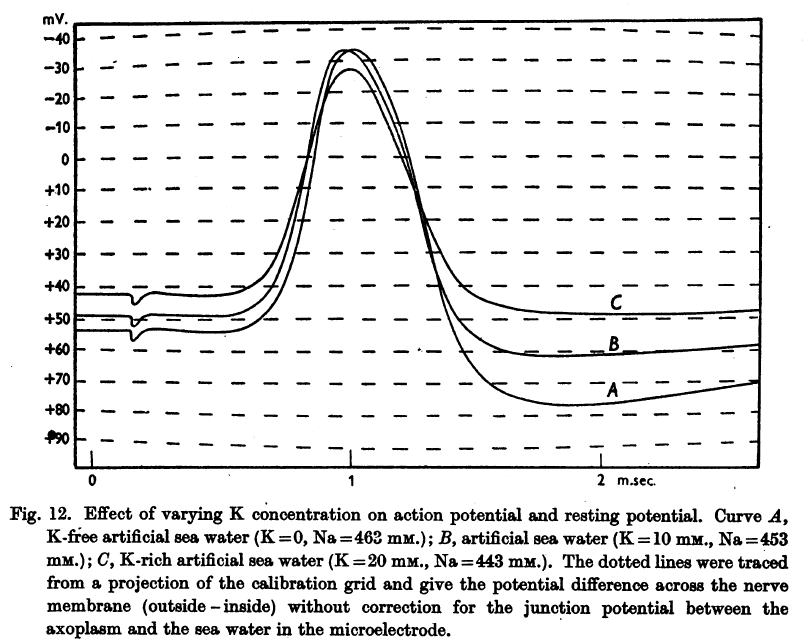 mV.
−40
−30
−20
−10
0
+10
+20
+30
+40
+50
+60
+70
+80
+90
C
B
A
0 1 2 m.sec.
Fig. 12. Effect of varying K concentration on action potential and resting potential. Curve A,
K-free artificial sea water (K=0, Na=463 mM.); B, artificial sea water (K=10 mM., Na=453
mM.); C, K-rich artificial sea water (K=20 mM., Na=443 mM.). The dotted lines were traced
from a projection of the calibration grid and give the potential difference across the nerve
membrane (outside – inside) without correction for the junction potential between the
axoplasm and the sea water in the microelectrode.